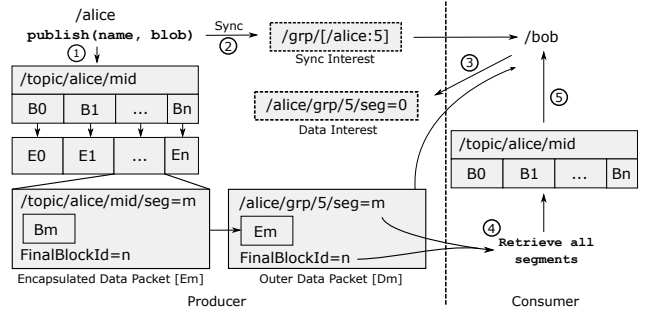 /alice
publish(name, blob)
Sync
①
②
/grp/[/alice:5]
Sync Interest
/bob
③
/topic/alice/mid
B0 B1 ... Bn
/alice/grp/5/seg=0
Data Interest
⑤
E0 E1 ... En
/topic/alice/mid
B0 B1 ... Bn
/topic/alice/mid/seg=m
Bm
FinalBlockId=n
Encapsulated Data Packet [Em]
/alice/grp/5/seg=m
Em
FinalBlockId=n
Outer Data Packet [Dm]
④
Retrieve all
segments
Producer
Consumer